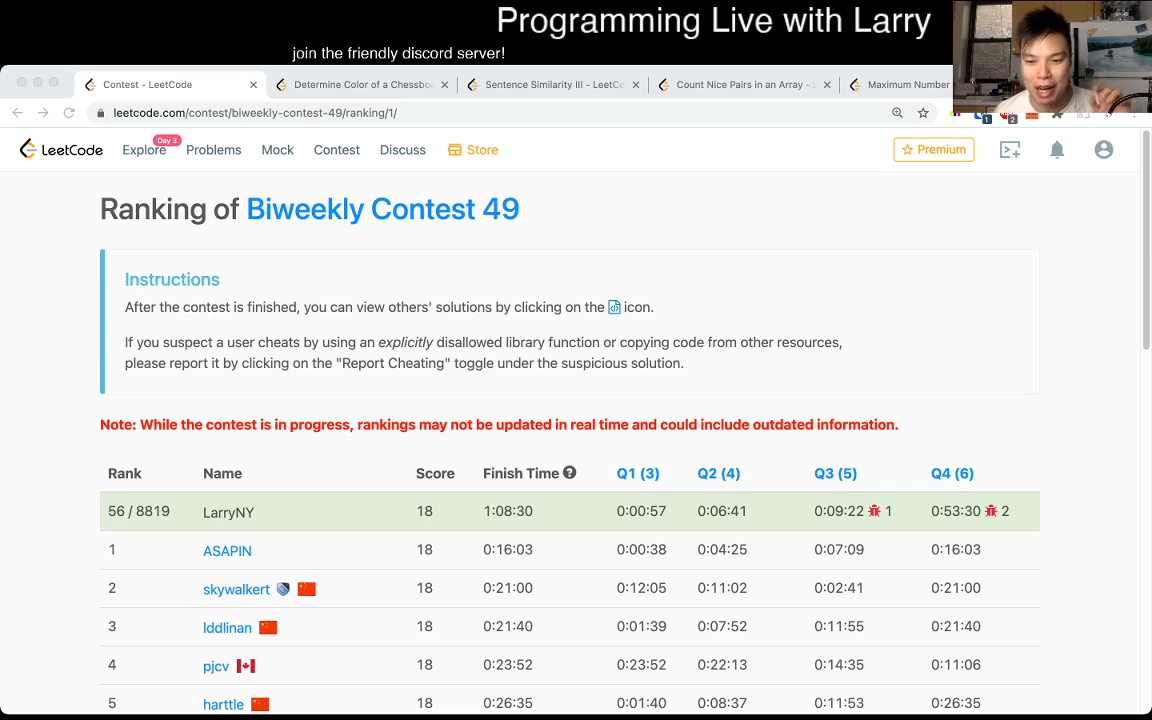 Programming Live with Larry
join the friendly discord server!
Contest - LeetCode
Determine Color of a Chessboa
Sentence Similarity III - LeetC
Count Nice Pairs in an Array -
Maximum Number
leetcode.com/contest/biweekly-contest-49/ranking/1/
1
2
LeetCode
Explore
Day 3
Problems
Mock
Contest
Discuss
Store
Premium
Ranking of Biweekly Contest 49
Instructions
After the contest is finished, you can view others' solutions by clicking on the icon.
If you suspect a user cheats by using an explicitly disallowed library function or copying code from other resources,
please report it by clicking on the "Report Cheating" toggle under the suspicious solution.
Note: While the contest is in progress, rankings may not be updated in real time and could include outdated information.
Rank Name Score Finish Time Q1 (3) Q2 (4) Q3 (5) Q4 (6)
56 / 8819 LarryNY 18 1:08:30 0:00:57 0:06:41 0:09:22 1 0:53:30 2
1 ASAPIN 18 0:16:03 0:00:38 0:04:25 0:07:09 0:16:03
2 skywalkert 18 0:21:00 0:12:05 0:11:02 0:02:41 0:21:00
3 lddlinan 18 0:21:40 0:01:39 0:07:52 0:11:55 0:21:40
4 pjcv 18 0:23:52 0:23:52 0:22:13 0:14:35 0:11:06
5 harttle 18 0:26:35 0:01:40 0:08:37 0:11:53 0:26:35